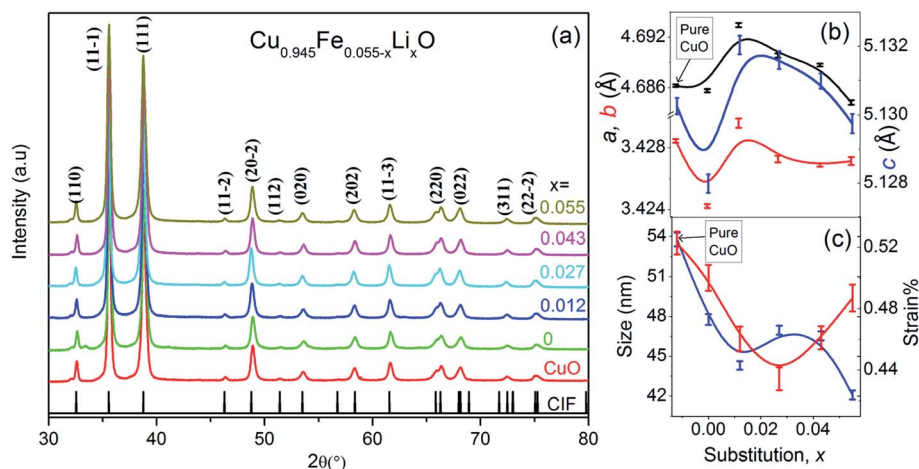 Cu0.945Fe0.055-xLixO
(a)
(11-1)
(111)
(110)
(11-2)
(20-2)
(112)
(020)
(202)
(11-3)
(220)
(022)
(311)
(22-2)
x=
0.055
0.043
0.027
0.012
0
CuO
CIF
Intensity (a.u)
30 40 50 60 70 80
2θ(°)
(b)
Pure
CuO
4.692
4.686
3.428
3.424
a, b (Å)
5.132
5.130
5.128
c (Å)
(c)
Pure
CuO
54
51
48
45
42
Size (nm)
0.52
0.48
0.44
Strain%
0.00 0.02 0.04
Substitution, x